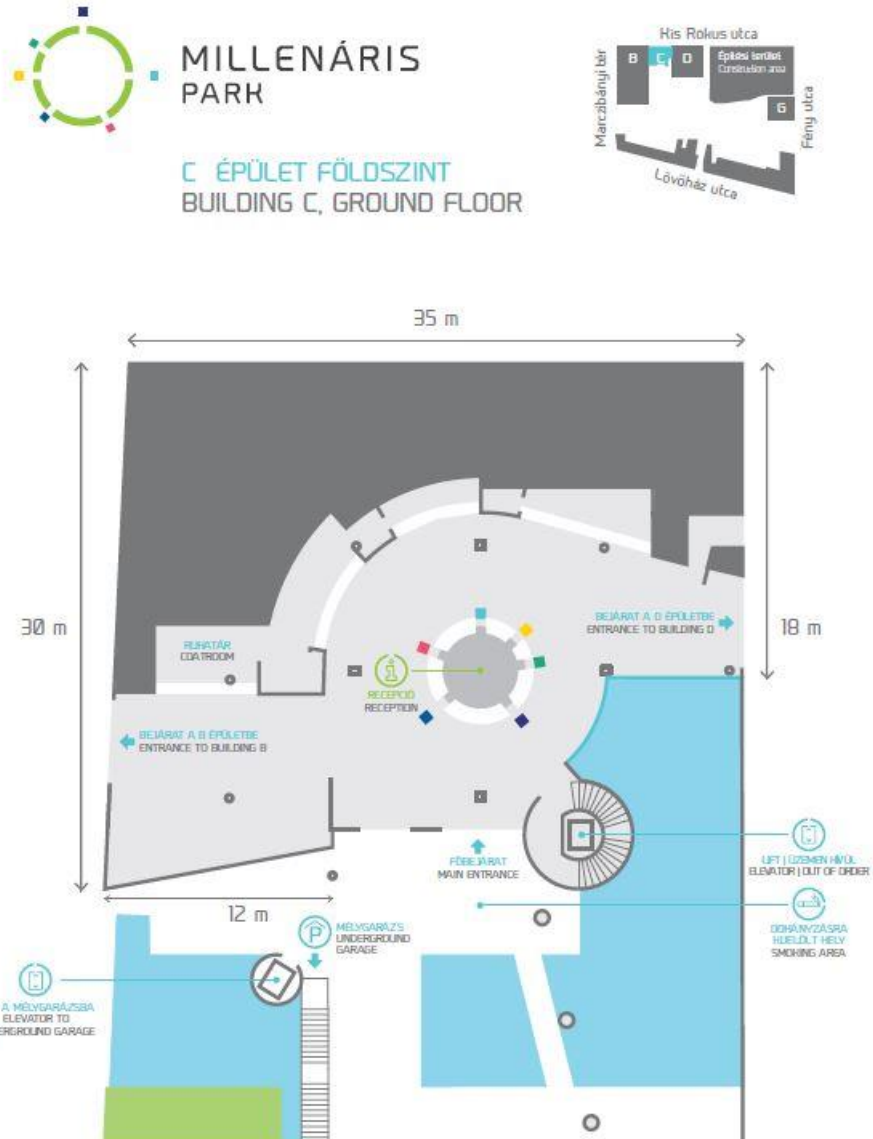 MILLENÁRIS
PARK
C ÉPÜLET FÖLDSZINT
BUILDING C, GROUND FLOOR
Kis Rokus utca
Marczibányi tér
B
C
D
Építési terület
Construction area
G
Fény utca
Lövőház utca
35 m
30 m
18 m
RUHATÁR
COATROOM
BEJÁRAT A D ÉPÜLETBE
ENTRANCE TO BUILDING D
RECEPCIÓ
RECEPTION
BEJÁRAT A B ÉPÜLETBE
ENTRANCE TO BUILDING B
FŐBEJÁRAT
MAIN ENTRANCE
LIFT | ÜZEMEN KÍVÜL
ELEVATOR | OUT OF ORDER
12 m
P
MÉLYGARÁZS
UNDERGROUND
GARAGE
DOHÁNYZÁSRA
KIJELÖLT HELY
SMOKING AREA
A MÉLYGARÁZSBA
ELEVATOR TO
ERGROUND GARAGE